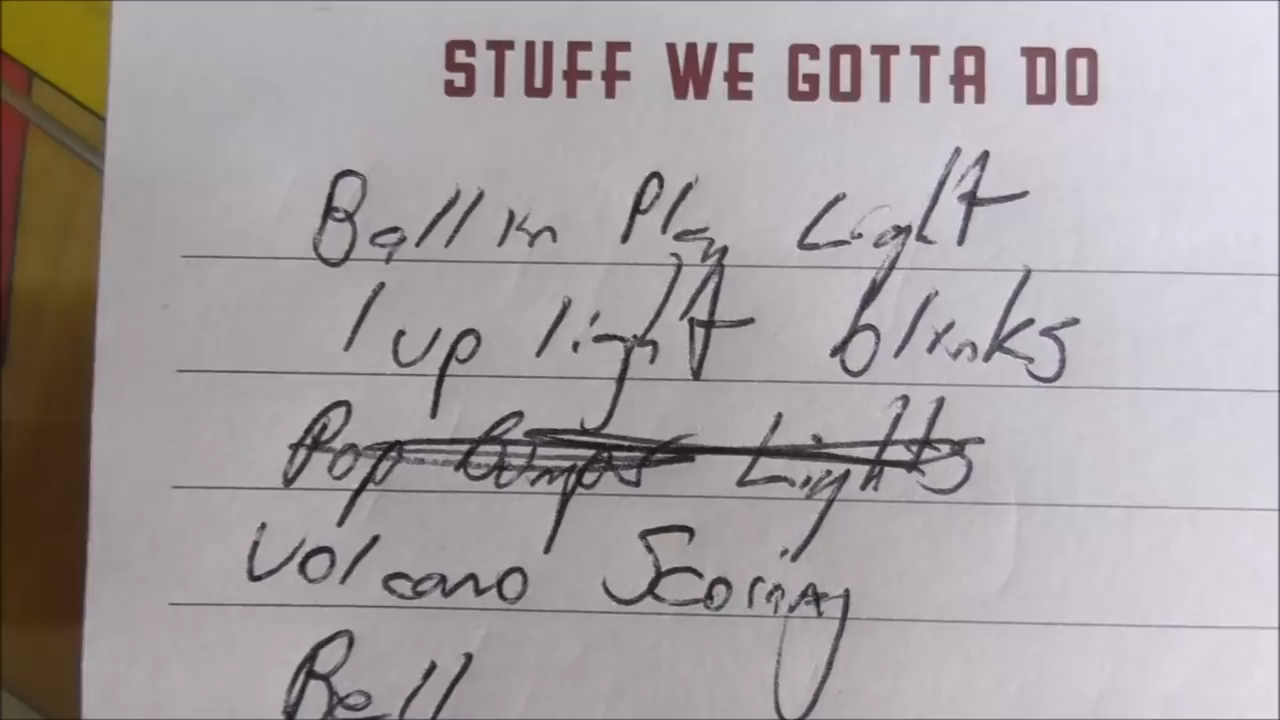 STUFF WE GOTTA DO
Ball in Play Light
1 up light blinks
Pop Bumper Lights
Volcano Scoring
Bell